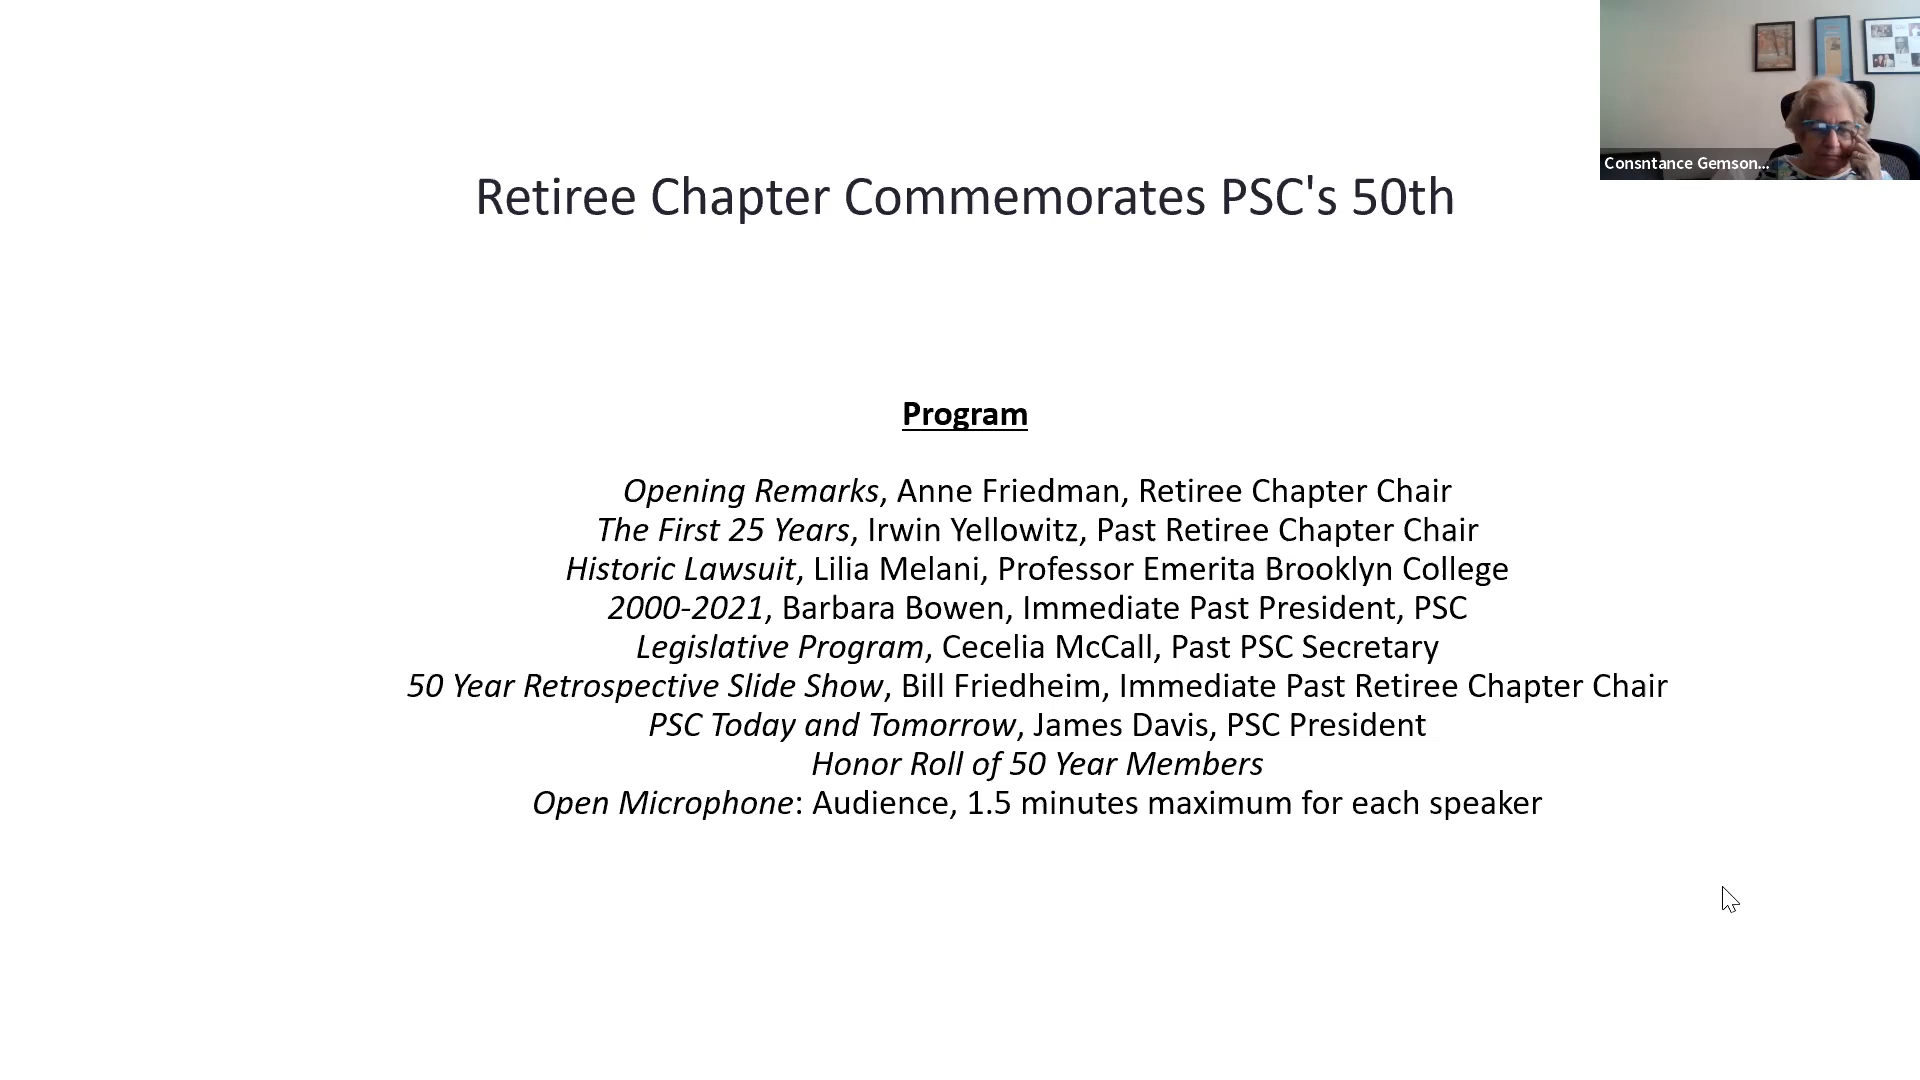 Consntance Gemson...
Retiree Chapter Commemorates PSC's 50th
Program
Opening Remarks, Anne Friedman, Retiree Chapter Chair
The First 25 Years, Irwin Yellowitz, Past Retiree Chapter Chair
Historic Lawsuit, Lilia Melani, Professor Emerita Brooklyn College
2000-2021, Barbara Bowen, Immediate Past President, PSC
Legislative Program, Cecelia McCall, Past PSC Secretary
50 Year Retrospective Slide Show, Bill Friedheim, Immediate Past Retiree Chapter Chair
PSC Today and Tomorrow, James Davis, PSC President
Honor Roll of 50 Year Members
Open Microphone: Audience, 1.5 minutes maximum for each speaker